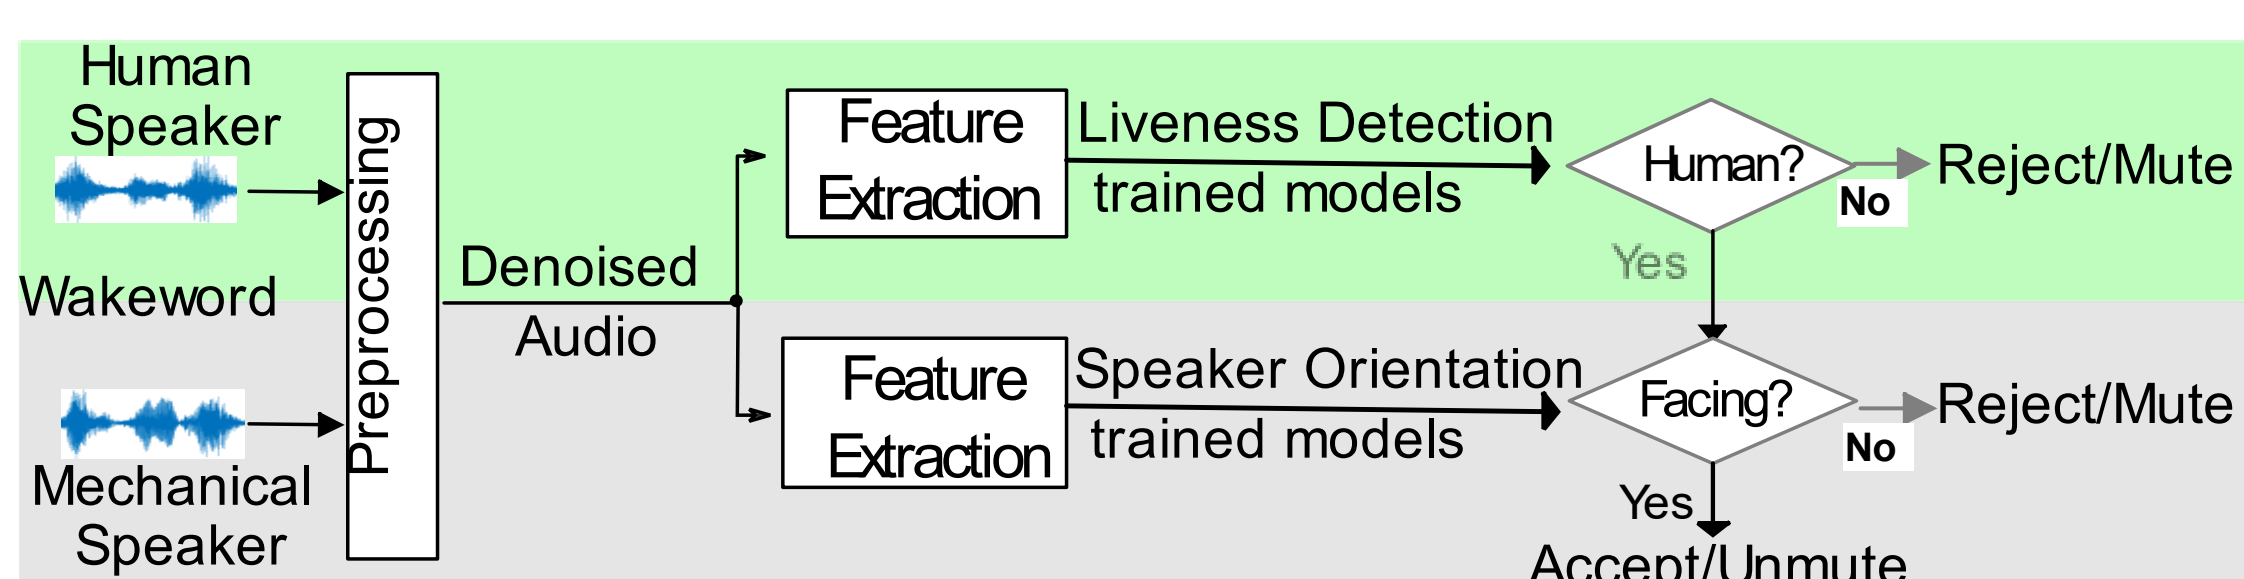 Human
Speaker
Wakeword
Mechanical
Speaker
Preprocessing
Denoised
Audio
Feature
Extraction
Liveness Detection
trained models
Human?
No
Reject/Mute
Yes
Feature
Extraction
Speaker Orientation
trained models
Facing?
No
Reject/Mute
Yes
Accept/Unmute